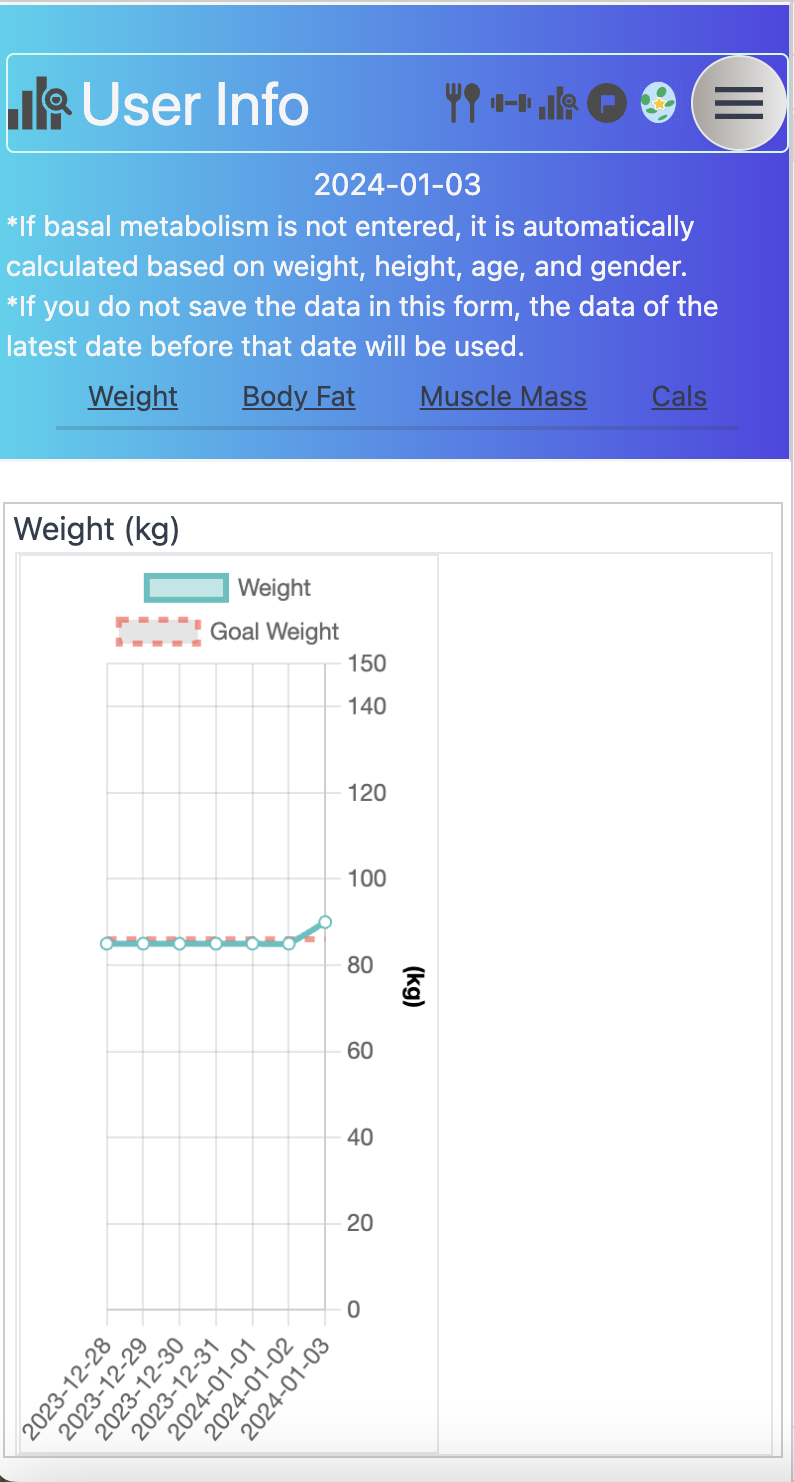 User Info
2024-01-03
*If basal metabolism is not entered, it is automatically
calculated based on weight, height, age, and gender.
*If you do not save the data in this form, the data of the
latest date before that date will be used.
Weight Body Fat Muscle Mass Cals
Weight (kg)
Weight
Goal Weight
150
140
120
100
80
(kg)
60
40
20
0
2023-12-28
2023-12-29
2023-12-30
2023-12-31
2024-01-01
2024-01-02
2024-01-03